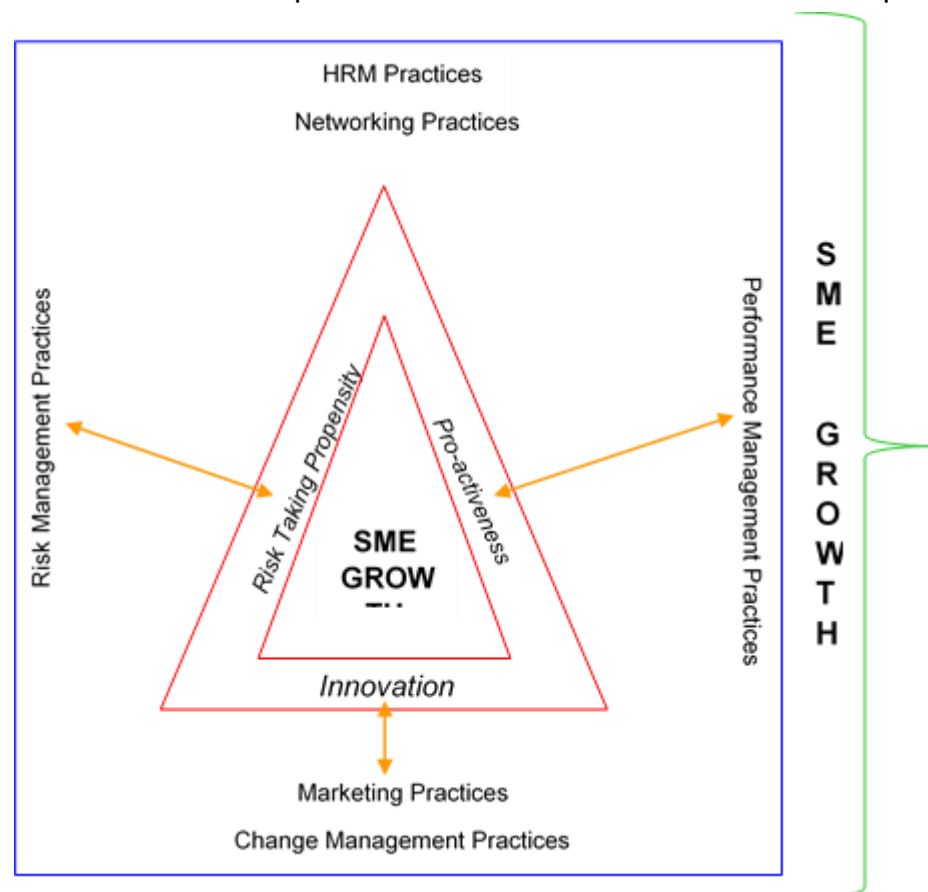 HRM Practices
Networking Practices
Risk Management Practices
Risk Taking Propensity
Pro-activeness
Performance Management Practices
SME
GROW
Innovation
Marketing Practices
Change Management Practices
SME GROWTH